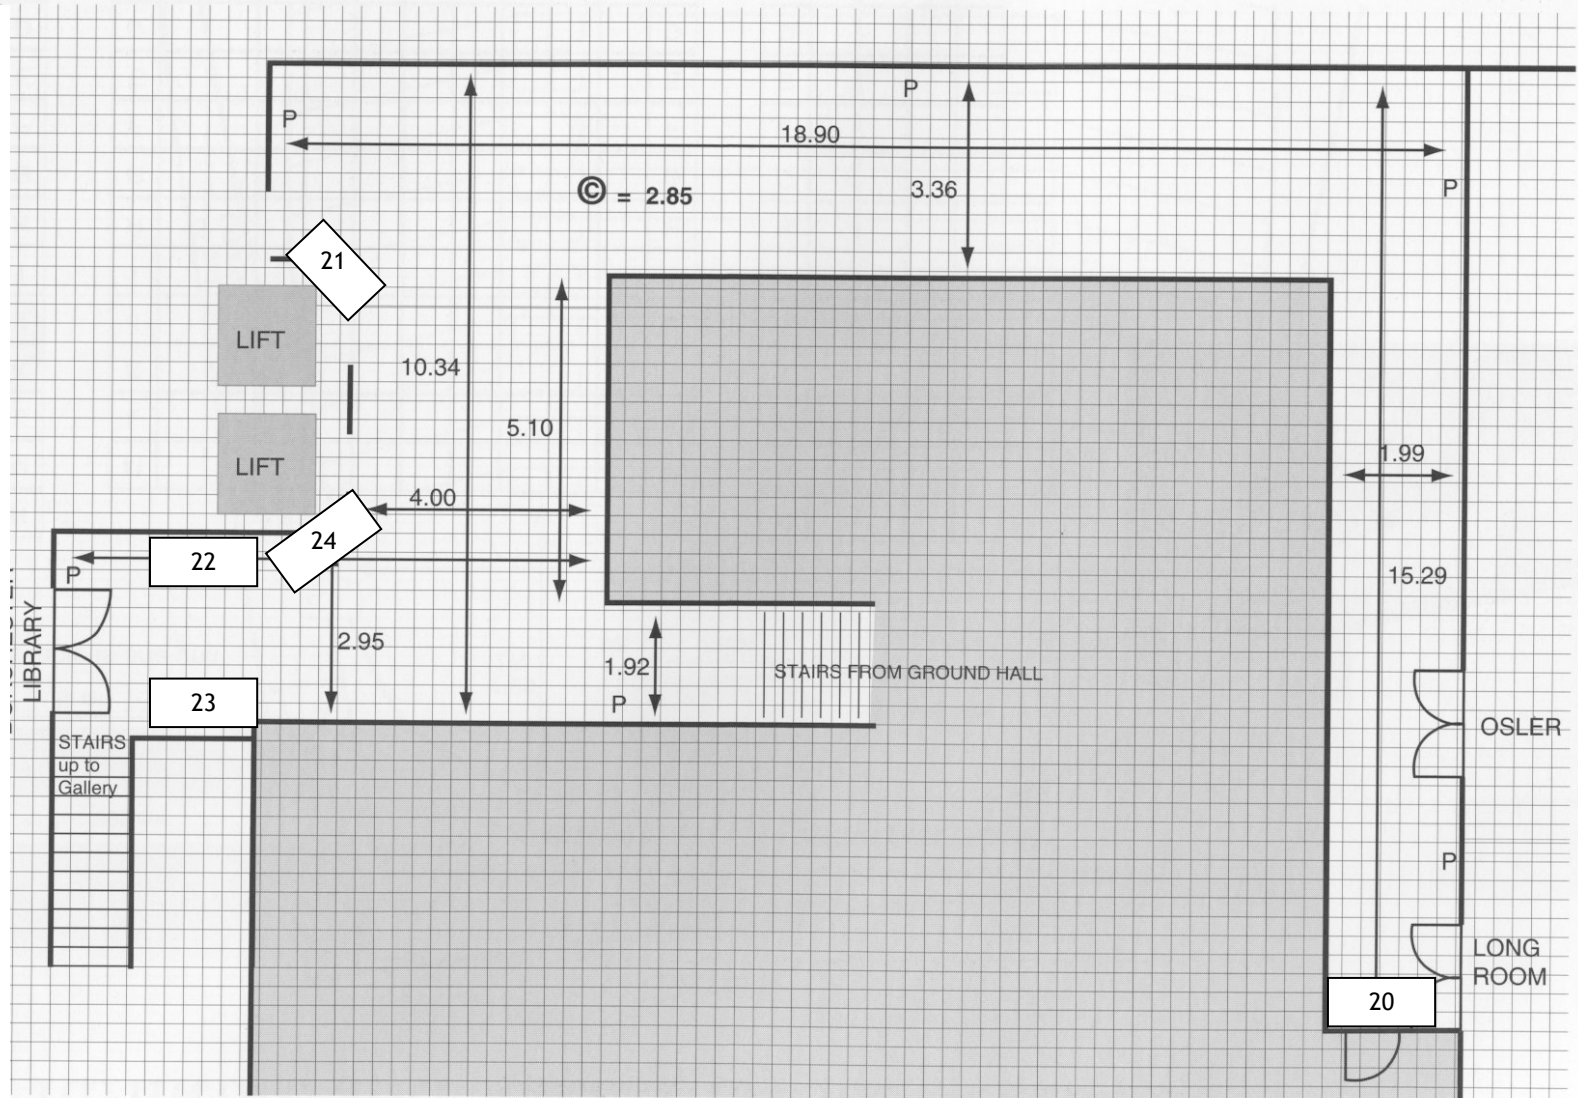 P
P
18.90
© = 2.85
3.36
P
21
LIFT
10.34
5.10
1.99
LIFT
4.00
24
22
P
15.29
LIBRARY
2.95
1.92
STAIRS FROM GROUND HALL
P
23
OSLER
STAIRS
up to
Gallery
P
LONG
ROOM
20